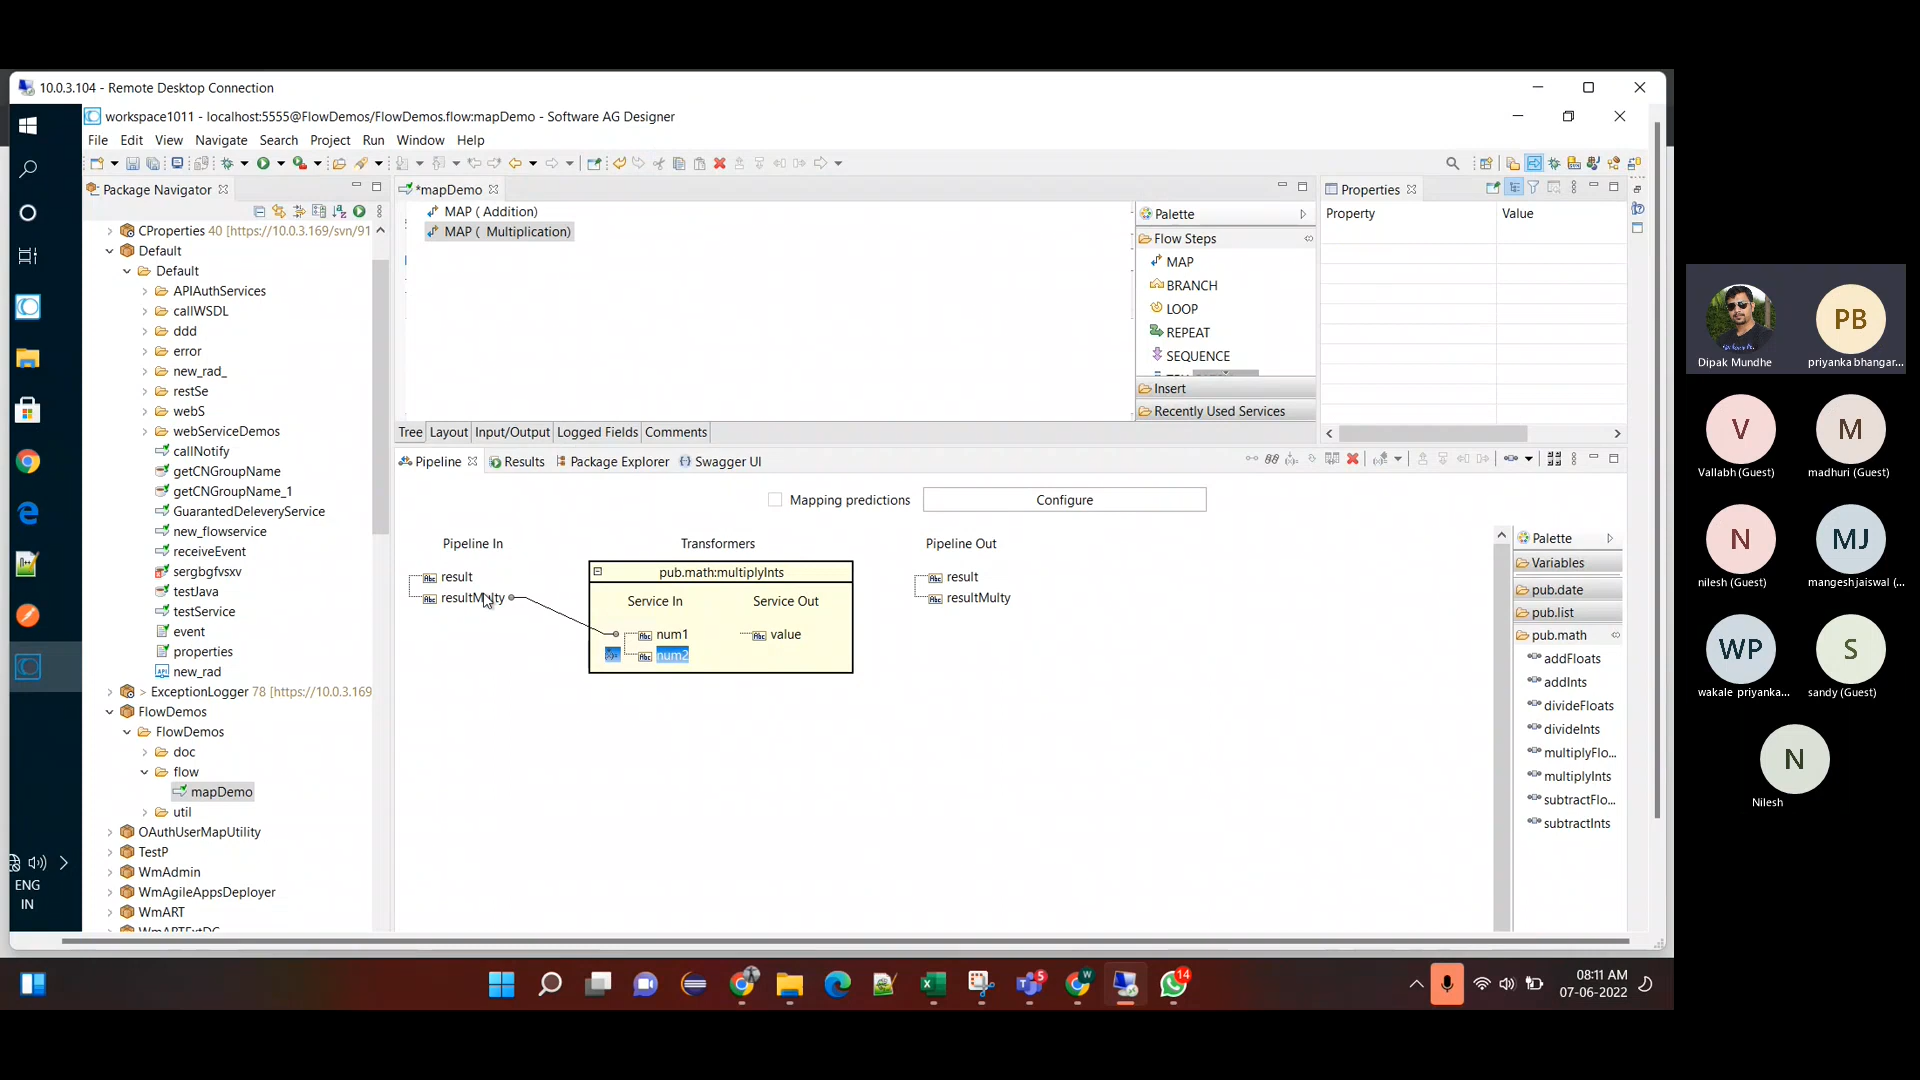 10.0.3.104 - Remote Desktop Connection
workspace1011 - localhost:5555@FlowDemos/FlowDemos.flow:mapDemo - Software AG Designer
File Edit View Navigate Search Project Run Window Help
Package Navigator
CProperties 40 [https://10.0.3.169/svn/91
Default
Default
APIAuthServices
callWSDL
ddd
error
new_rad_
restSe
webS
webServiceDemos
callNotify
getCNGroupName
getCNGroupName_1
GuarantedDeleveryService
new_flowservice
receiveEvent
sergbgfvsxv
testJava
testService
event
properties
new_rad
> ExceptionLogger 78 [https://10.0.3.169
FlowDemos
FlowDemos
doc
flow
mapDemo
util
OAuthUserMapUtility
TestP
WmAdmin
WmAgileAppsDeployer
WmART
WmARTExtDC
*mapDemo
MAP ( Addition)
MAP (  Multiplication)
Palette
Flow Steps
MAP
BRANCH
LOOP
REPEAT
SEQUENCE
Insert
Recently Used Services
Properties
Property Value
Tree Layout Input/Output Logged Fields Comments
Pipeline Results Package Explorer Swagger UI
Mapping predictions Configure
Pipeline In Transformers Pipeline Out
result
resultMulty
pub.math:multiplyInts
Service In Service Out
num1 value
num2
result
resultMulty
Palette
Variables
pub.date
pub.list
pub.math
addFloats
addInts
divideFloats
divideInts
multiplyFlo...
multiplyInts
subtractFlo...
subtractInts
ENG
IN
08:11 AM
07-06-2022
5
W
14
Dipak Mundhe
PB
priyanka bhangar...
V
Vallabh (Guest)
M
madhuri (Guest)
N
nilesh (Guest)
MJ
mangesh jaiswal (...
WP
wakale priyanka...
S
sandy (Guest)
N
Nilesh